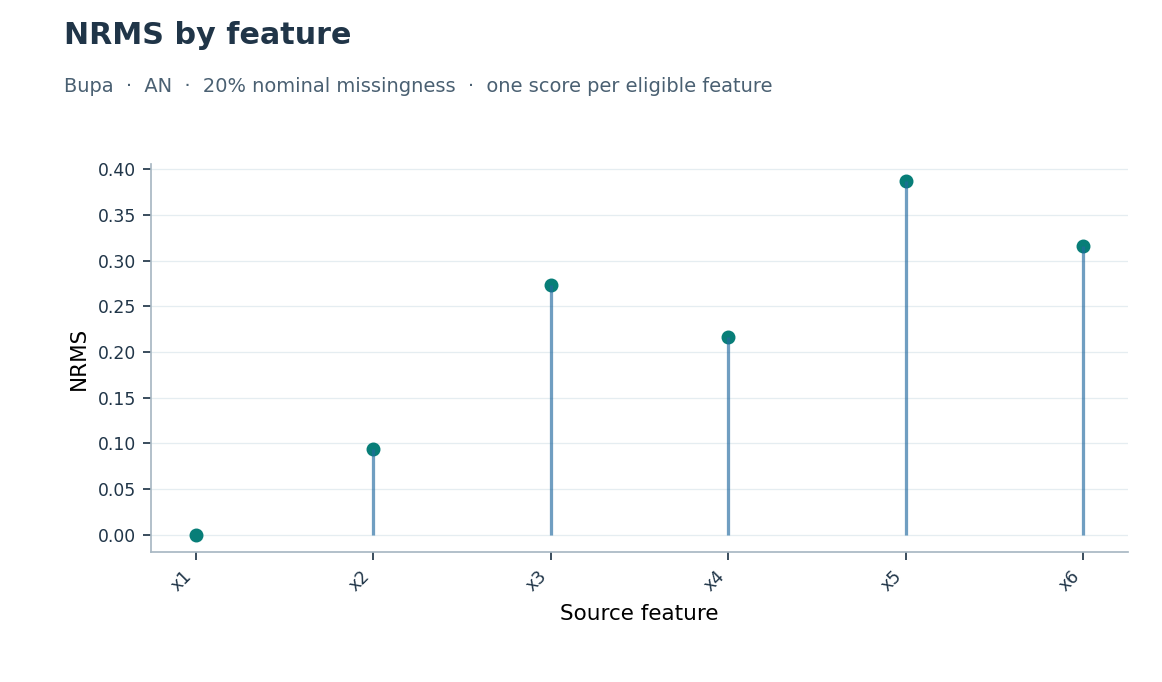 NRMS by feature
Bupa · AN · 20% nominal missingness · one score per eligible feature
0.40
0.35
0.30
0.25
0.20
0.15
0.10
0.05
0.00
NRMS
x1
x2
x3
x4
x5
x6
Source feature